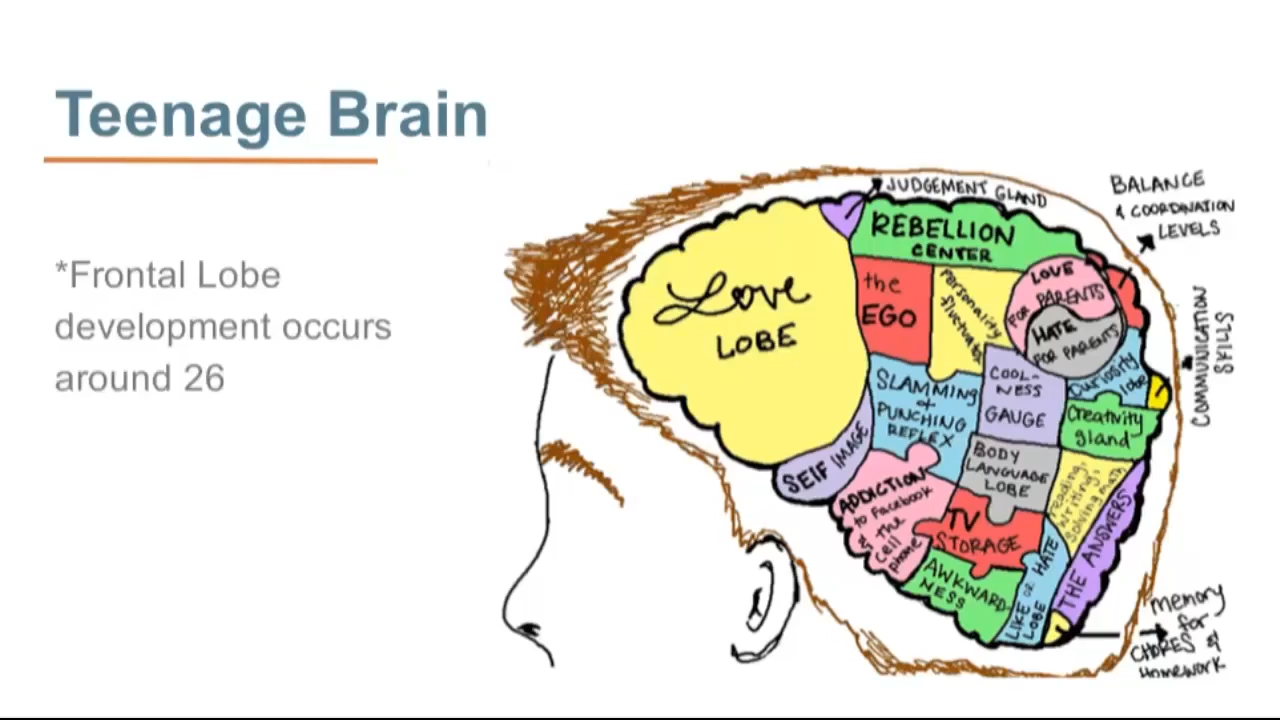 Teenage Brain
*Frontal Lobe
development occurs
around 26
JUDGEMENT GLAND
BALANCE
& COORDINATION
LEVELS
REBELLION
CENTER
Love
LOBE
the
EGO
Personality
fluctuates
LOVE
FOR PARENTS
HATE
FOR PARENTS
COMMUNICATION
SKILLS
SLAMMING
+
PUNCHING
REFLEX
COOL-
NESS
GAUGE
Curiosity
lobe
Creativity
gland
SElF IMAGE
BODY
LANGUAGE
LOBE
reading,
writing,
solving math
ADDICTION
to Facebook
& the
cell
phone
TV
STORAGE
THE ANSWERS
AWKWARD-
NESS
LIKE OR HATE
LOBE
memory
for
CHORES &
HOMEWORK